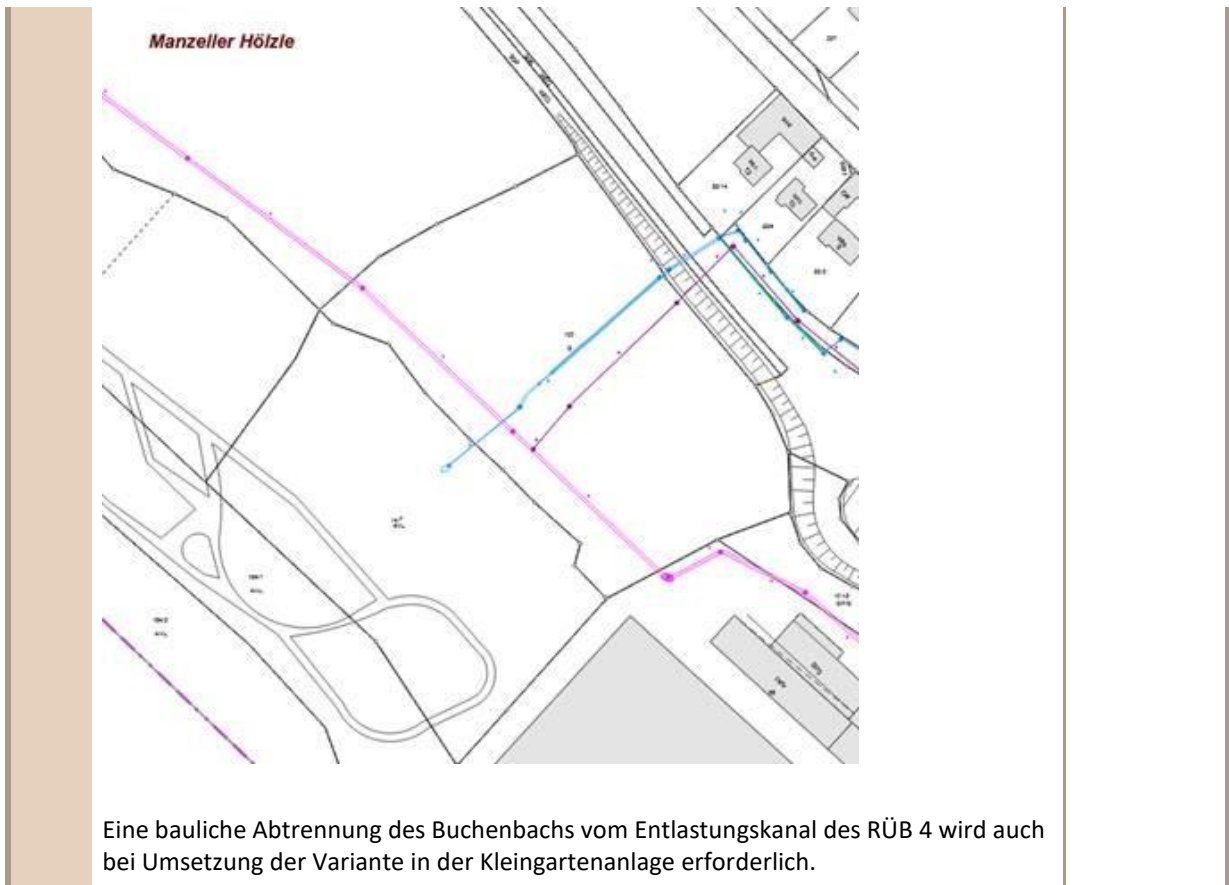 Manzeller Hölzle
Eine bauliche Abtrennung des Buchenbachs vom Entlastungskanal des RÜB 4 wird auch
bei Umsetzung der Variante in der Kleingartenanlage erforderlich.